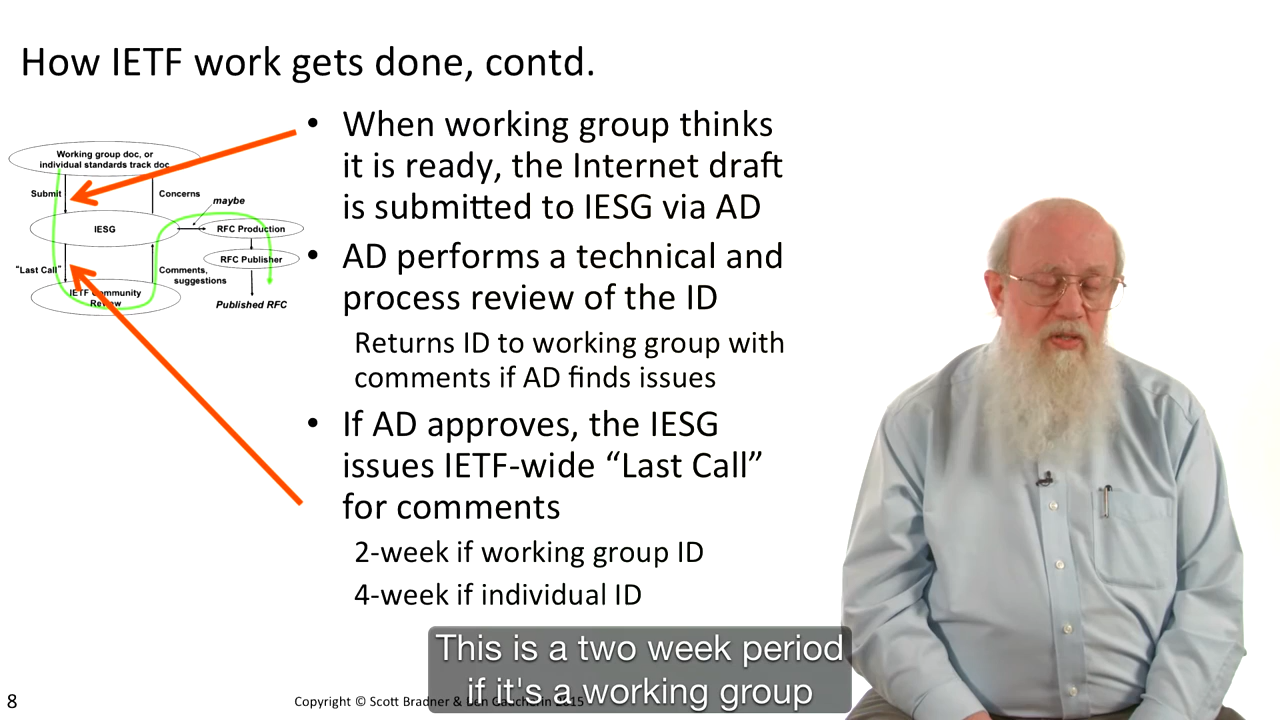 How IETF work gets done, contd.
Working group doc, or
individual standards track doc
Submit
Concerns
maybe
IESG
RFC Production
RFC Publisher
"Last Call"
Comments,
suggestions
IETF Community
Review
Published RFC
• When working group thinks
it is ready, the Internet draft
is submitted to IESG via AD
• AD performs a technical and
process review of the ID
Returns ID to working group with
comments if AD finds issues
• If AD approves, the IESG
issues IETF-wide “Last Call”
for comments
2-week if working group ID
4-week if individual ID
This is a two week period
if it's a working group
8
Copyright © Scott Bradner & 2015